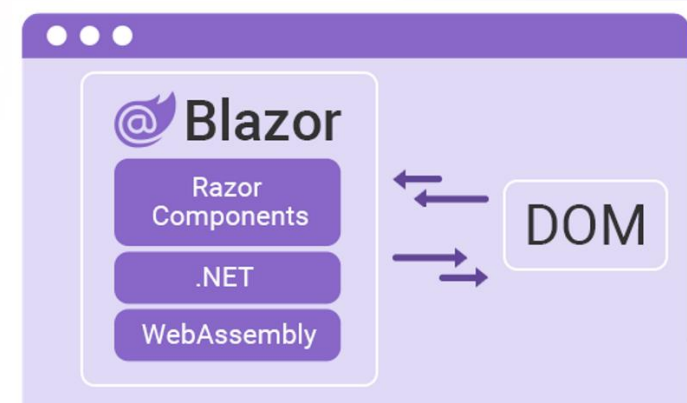 @ Blazor
Razor
Components
.NET
WebAssembly
DOM